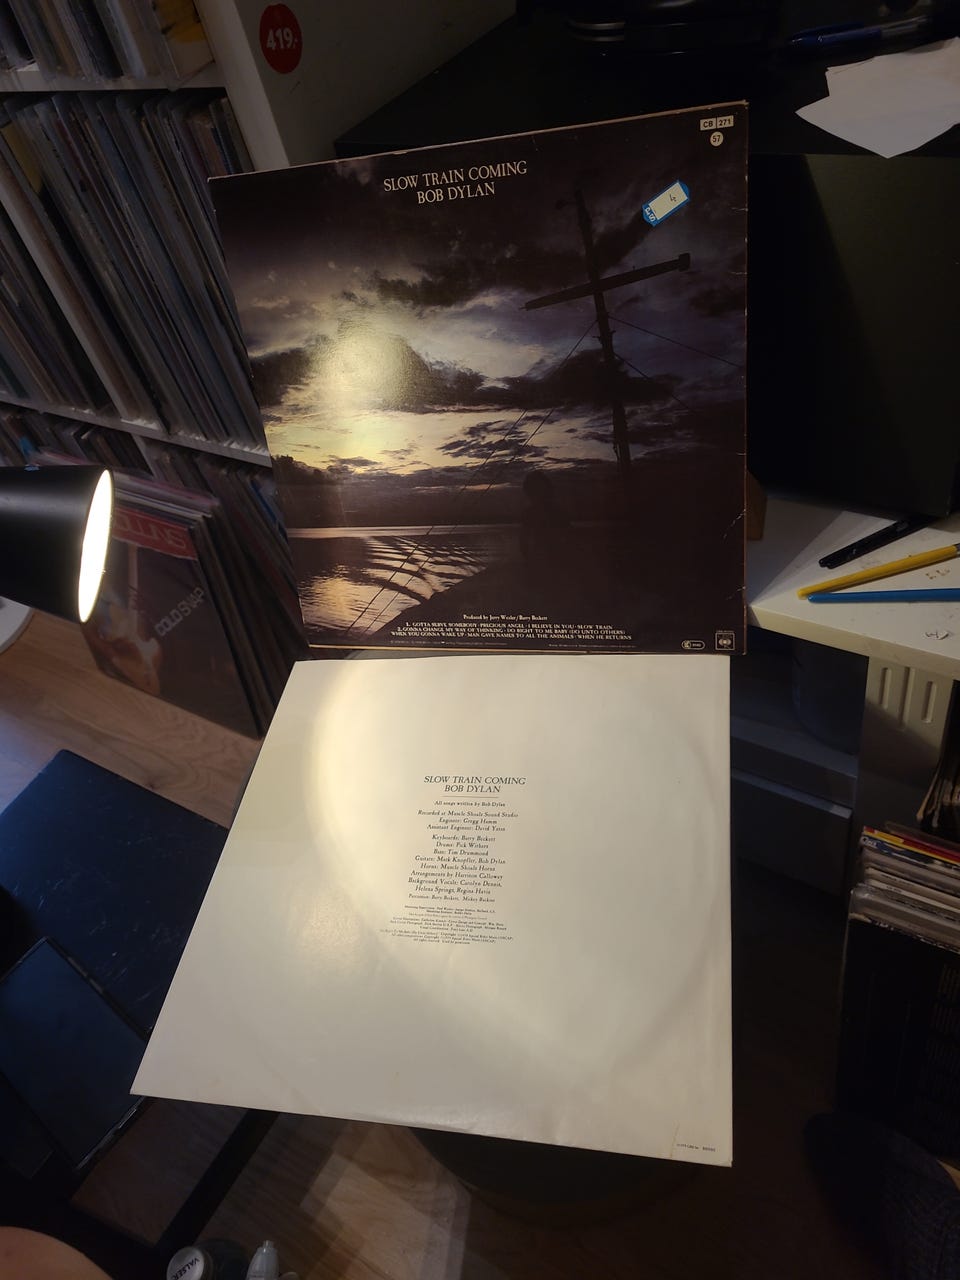 419.-
CB 271
57
SLOW TRAIN COMING
BOB DYLAN
4
Produced by Jerry Wexler/Barry Beckett
1. GOTTA SERVE SOMEBODY · PRECIOUS ANGEL · I BELIEVE IN YOU · SLOW TRAIN
2. GONNA CHANGE MY WAY OF THINKING · DO RIGHT TO ME BABY (DO UNTO OTHERS)
WHEN YOU GONNA WAKE UP · MAN GAVE NAMES TO ALL THE ANIMALS · WHEN HE RETURNS
COLD SNAP
SLOW TRAIN COMING
BOB DYLAN
All songs written by Bob Dylan
Recorded at Muscle Shoals Sound Studio
Engineer: Gregg Hamm
Assistant Engineer: David Yates
Keyboards: Barry Beckett
Drums: Pick Withers
Bass: Tim Drummond
Guitars: Mark Knopfler, Bob Dylan
Horns: Muscle Shoals Horns
Arrangements by Harrison Calloway
Background Vocals: Carolyn Dennis,
Helena Springs, Regina Havis
Percussion: Barry Beckett, Mickey Buckins
VALSER